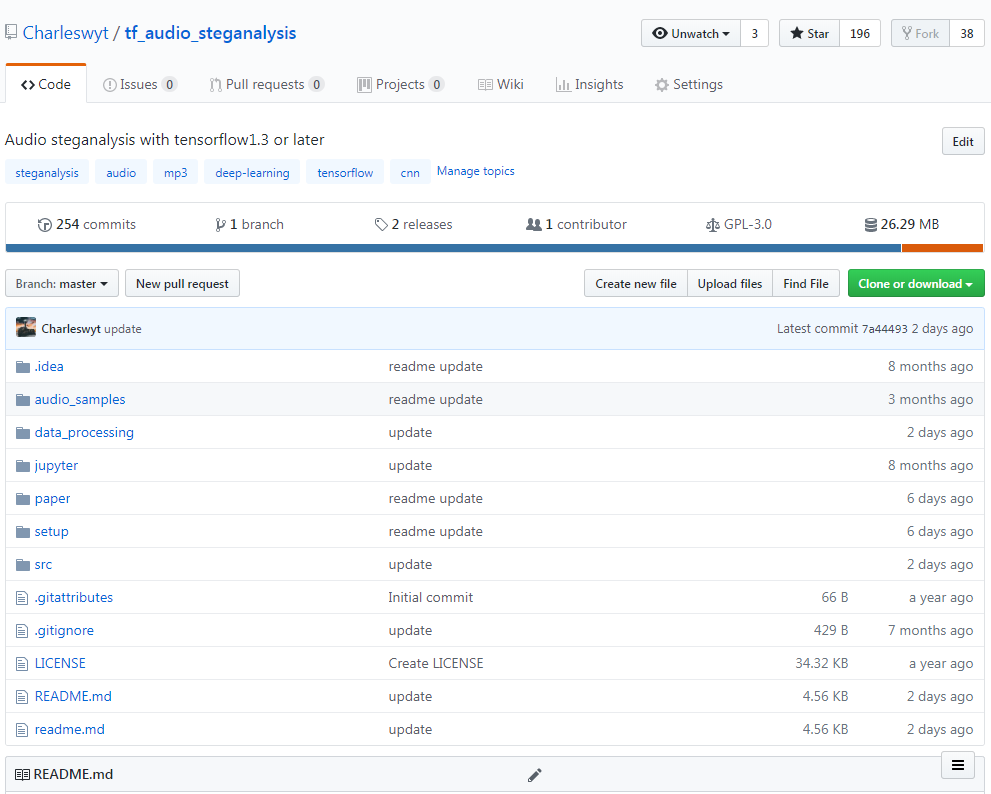 Charleswyt / tf_audio_steganalysis
Unwatch 3 Star 196 Fork 38
Code Issues 0 Pull requests 0 Projects 0 Wiki Insights Settings
Audio steganalysis with tensorflow1.3 or later
Edit
steganalysis audio mp3 deep-learning tensorflow cnn Manage topics
254 commits 1 branch 2 releases 1 contributor GPL-3.0 26.29 MB
Branch: master New pull request Create new file Upload files Find File Clone or download
Charleswyt update Latest commit 7a44493 2 days ago
.idea readme update 8 months ago
audio_samples readme update 3 months ago
data_processing update 2 days ago
jupyter update 8 months ago
paper readme update 6 days ago
setup readme update 6 days ago
src update 2 days ago
.gitattributes Initial commit 66 B a year ago
.gitignore update 429 B 7 months ago
LICENSE Create LICENSE 34.32 KB a year ago
README.md update 4.56 KB 2 days ago
readme.md update 4.56 KB 2 days ago
README.md